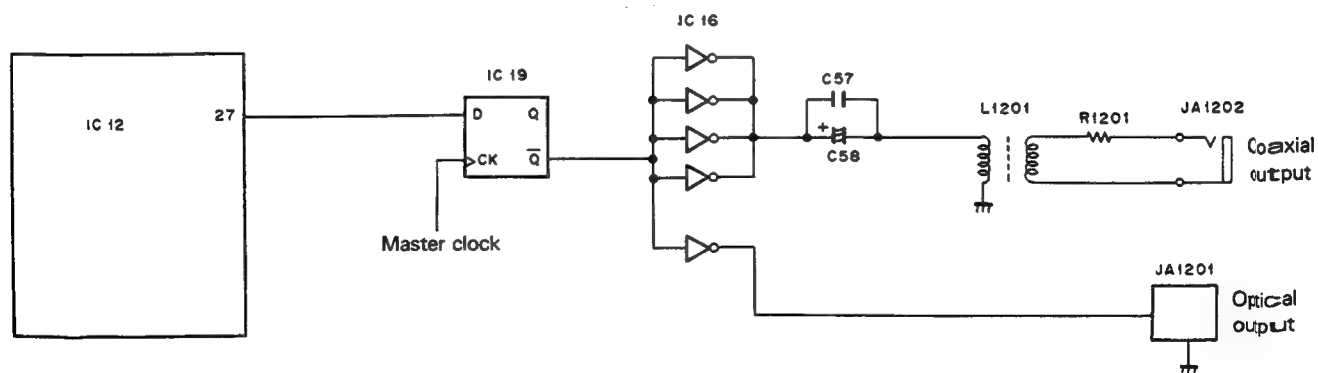 IC 16
IC 19
C57
L1201
R1201
JA1202
IC 12
27
D
Q
+
Coaxial
output
CK
Q̅
C58
Master clock
JA1201
Optical
output